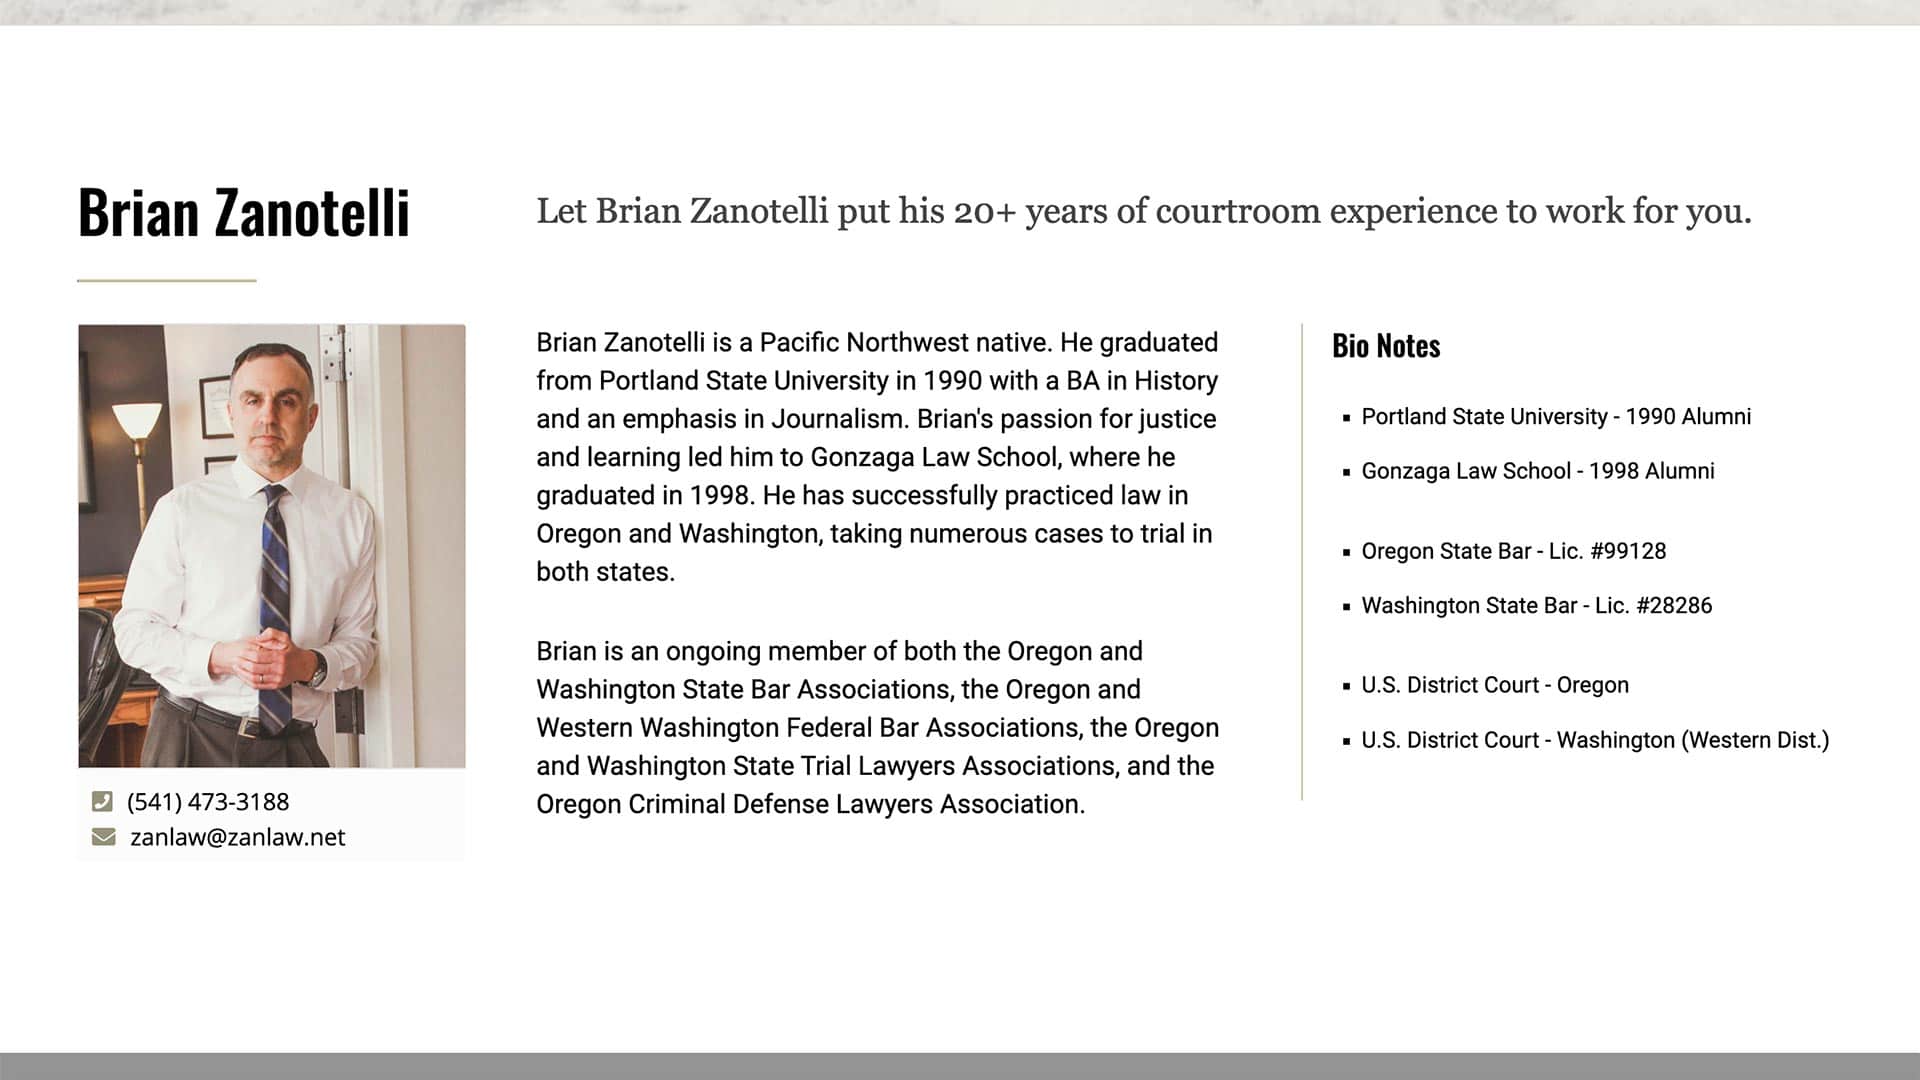 Brian Zanotelli
Let Brian Zanotelli put his 20+ years of courtroom experience to work for you.
(541) 473-3188
zanlaw@zanlaw.net
Brian Zanotelli is a Pacific Northwest native. He graduated
from Portland State University in 1990 with a BA in History
and an emphasis in Journalism. Brian's passion for justice
and learning led him to Gonzaga Law School, where he
graduated in 1998. He has successfully practiced law in
Oregon and Washington, taking numerous cases to trial in
both states.
Brian is an ongoing member of both the Oregon and
Washington State Bar Associations, the Oregon and
Western Washington Federal Bar Associations, the Oregon
and Washington State Trial Lawyers Associations, and the
Oregon Criminal Defense Lawyers Association.
Bio Notes
▪ Portland State University - 1990 Alumni
▪ Gonzaga Law School - 1998 Alumni
▪ Oregon State Bar - Lic. #99128
▪ Washington State Bar - Lic. #28286
▪ U.S. District Court - Oregon
▪ U.S. District Court - Washington (Western Dist.)